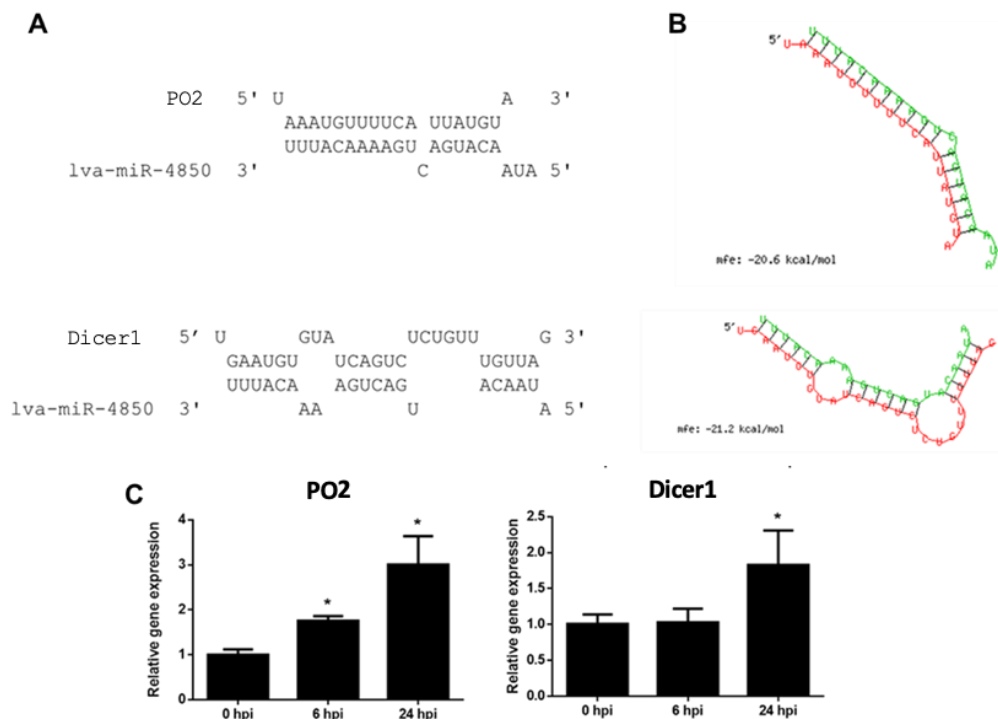 A
B
PO2 5' U A 3'
AAAUGUUUUCA UUAUGU
UUUACAAAAGU AGUACA
lva-miR-4850 3' C AUA 5'
5'
mfe: -20.6 kcal/mol
Dicer1 5' U GUA UCUGUU G 3'
GAAUGU UCAGUC UGUUA
UUUACA AGUCAG ACAAU
lva-miR-4850 3' AA U A 5'
5'
mfe: -21.2 kcal/mol
C
PO2
Relative gene expression
4
3
2
1
0
*
*
0 hpi 6 hpi 24 hpi
Dicer1
Relative gene expression
2.5
2.0
1.5
1.0
0.5
0.0
*
0 hpi 6 hpi 24 hpi